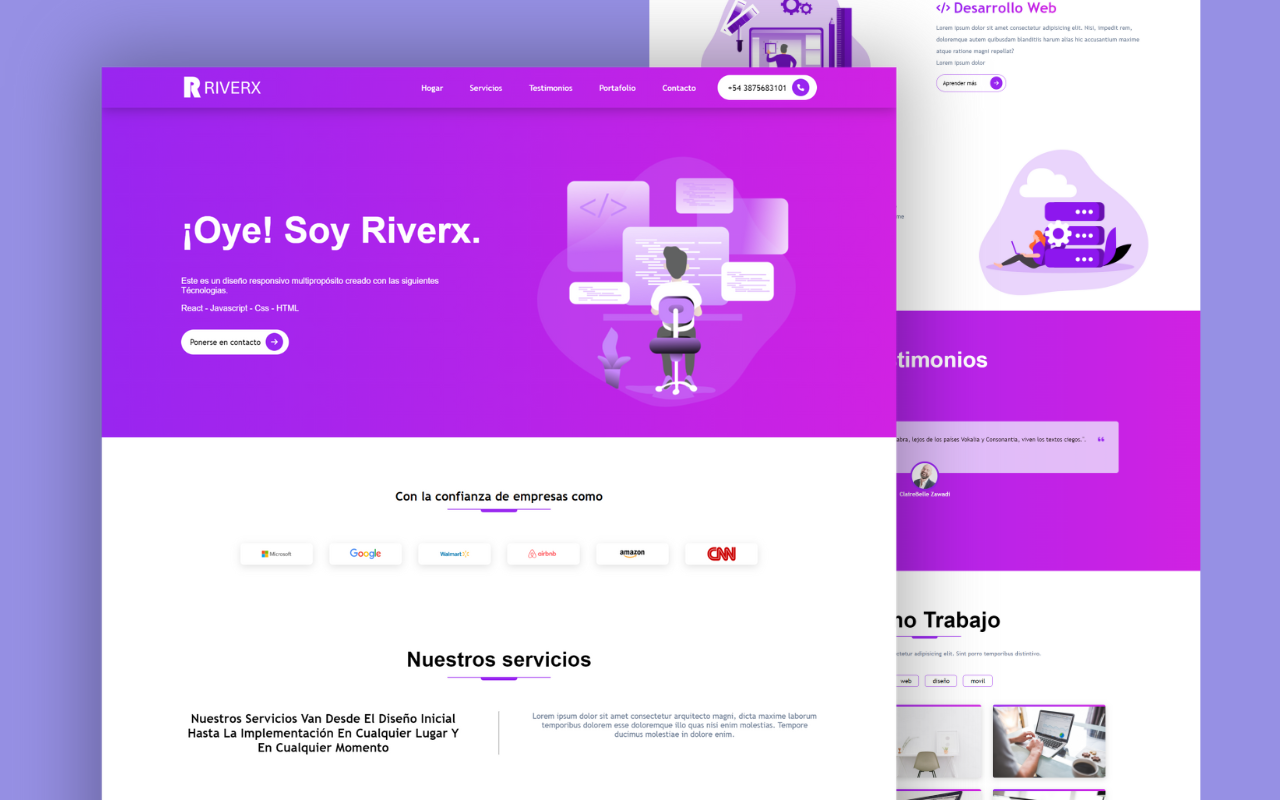 RIVERX
Hogar
Servicios
Testimonios
Portafolio
Contacto
+54 3875683101
¡Oye! Soy Riverx.
Este es un diseño responsivo multipropósito creado con las siguientes
Técnologias.
React - Javascript - Css - HTML
Ponerse en contacto
Con la confianza de empresas como
Microsoft
Google
Walmart
airbnb
amazon
CNN
Nuestros servicios
Nuestros Servicios Van Desde El Diseño Inicial
Hasta La Implementación En Cualquier Lugar Y
En Cualquier Momento
Lorem ipsum dolor sit amet consectetur arquitecto magni, dicta maxime laborum
temporibus dolorem esse doloremque illo quas nisi enim molestias. Tempore
ducimus molestiae in dolore enim.
</> Desarrollo Web
Lorem ipsum dolor sit amet consectetur adipisicing elit. Nisi, impedit rem,
doloremque autem quibusdam blanditiis harum alias hic accusantium maxime
atque ratione magni repellat?
Lorem ipsum dolor
Aprender más
me
timonios
abra, lejos de los países Vokalia y Consonantia, viven los textos ciegos.".
ClaireBelle Zawadi
no Trabajo
ctetur adipisicing elit. Sint porro temporibus distintivo.
web
diseño
movil